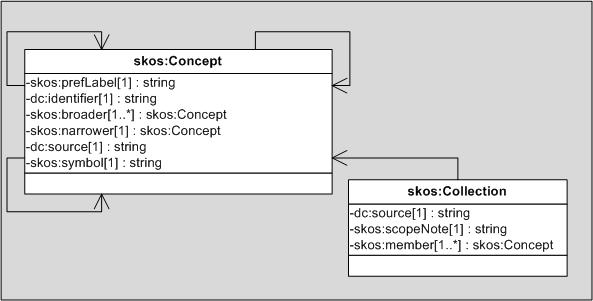 skos:Concept
-skos:prefLabel[1] : string
-dc:identifier[1] : string
-skos:broader[1..*] : skos:Concept
-skos:narrower[1] : skos:Concept
-dc:source[1] : string
-skos:symbol[1] : string
skos:Collection
-dc:source[1] : string
-skos:scopeNote[1] : string
-skos:member[1..*] : skos:Concept